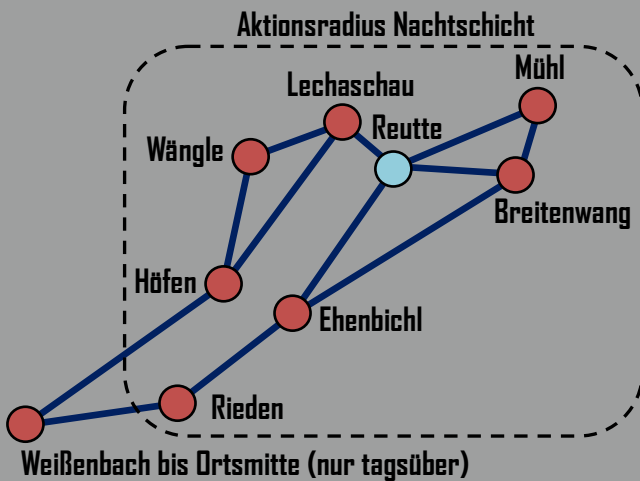 Aktionsradius Nachtschicht
Mühl
Lechaschau
Reutte
Wängle
Breitenwang
Höfen
Ehenbichl
Rieden
Weißenbach bis Ortsmitte (nur tagsüber)